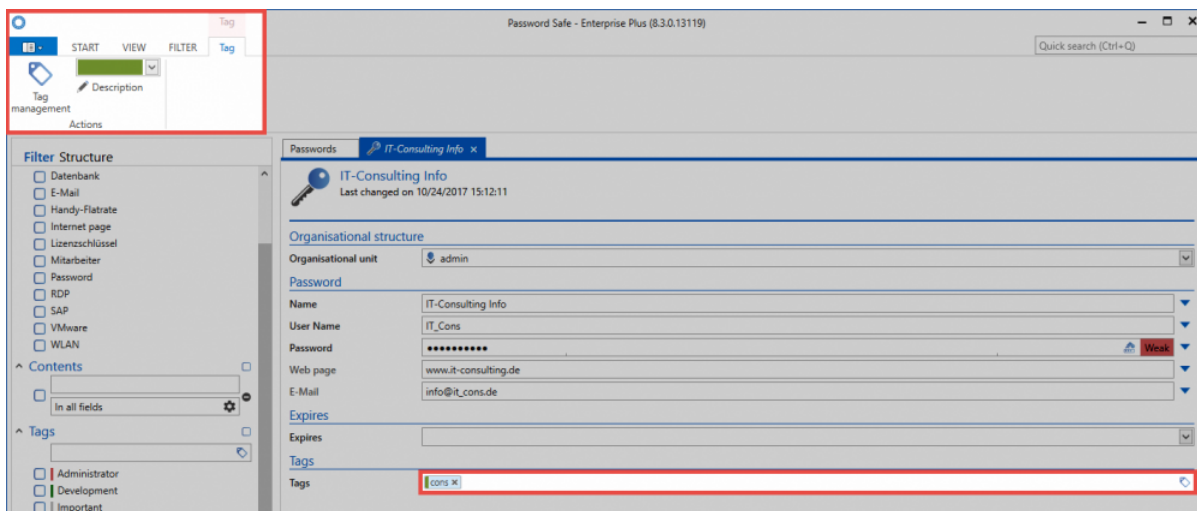 Tag
Password Safe - Enterprise Plus (8.3.0.13119)
START VIEW FILTER Tag
Quick search (Ctrl+Q)
Tag management
Description
Actions
Filter Structure
Datenbank
E-Mail
Handy-Flatrate
Internet page
Lizenzschlüssel
Mitarbeiter
Password
RDP
SAP
VMware
WLAN
Contents
In all fields
Tags
Administrator
Development
Important
Passwords IT-Consulting Info ×
IT-Consulting Info
Last changed on 10/24/2017 15:12:11
Organisational structure
Organisational unit admin
Password
Name IT-Consulting Info
User Name IT_Cons
Password •••••••••• Weak
Web page www.it-consulting.de
E-Mail info@it_cons.de
Expires
Expires
Tags
Tags cons ×